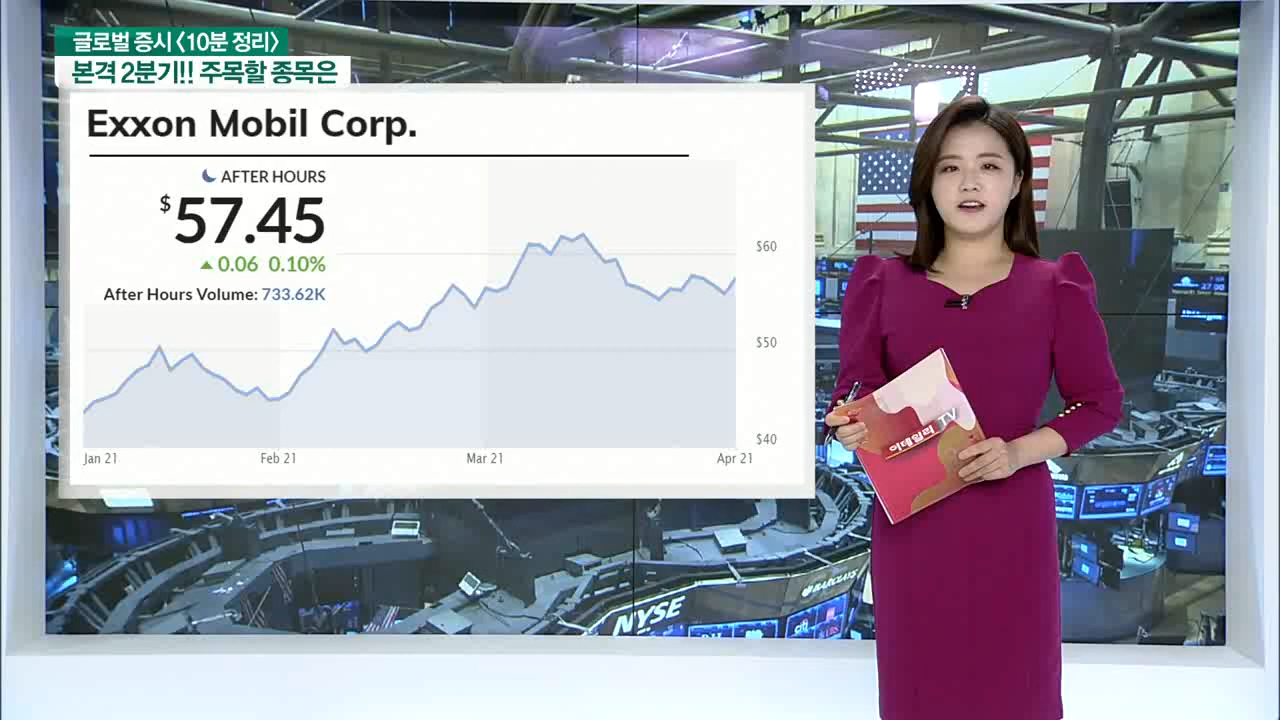 글로벌 증시 <10분 정리>
본격 2분기!! 주목할 종목은
Exxon Mobil Corp.
AFTER HOURS
$57.45
0.06 0.10%
After Hours Volume: 733.62K
$60
$50
$40
Jan 21 Feb 21 Mar 21 Apr 21
이데일리 TV
NYSE
BARCLAYS
citi